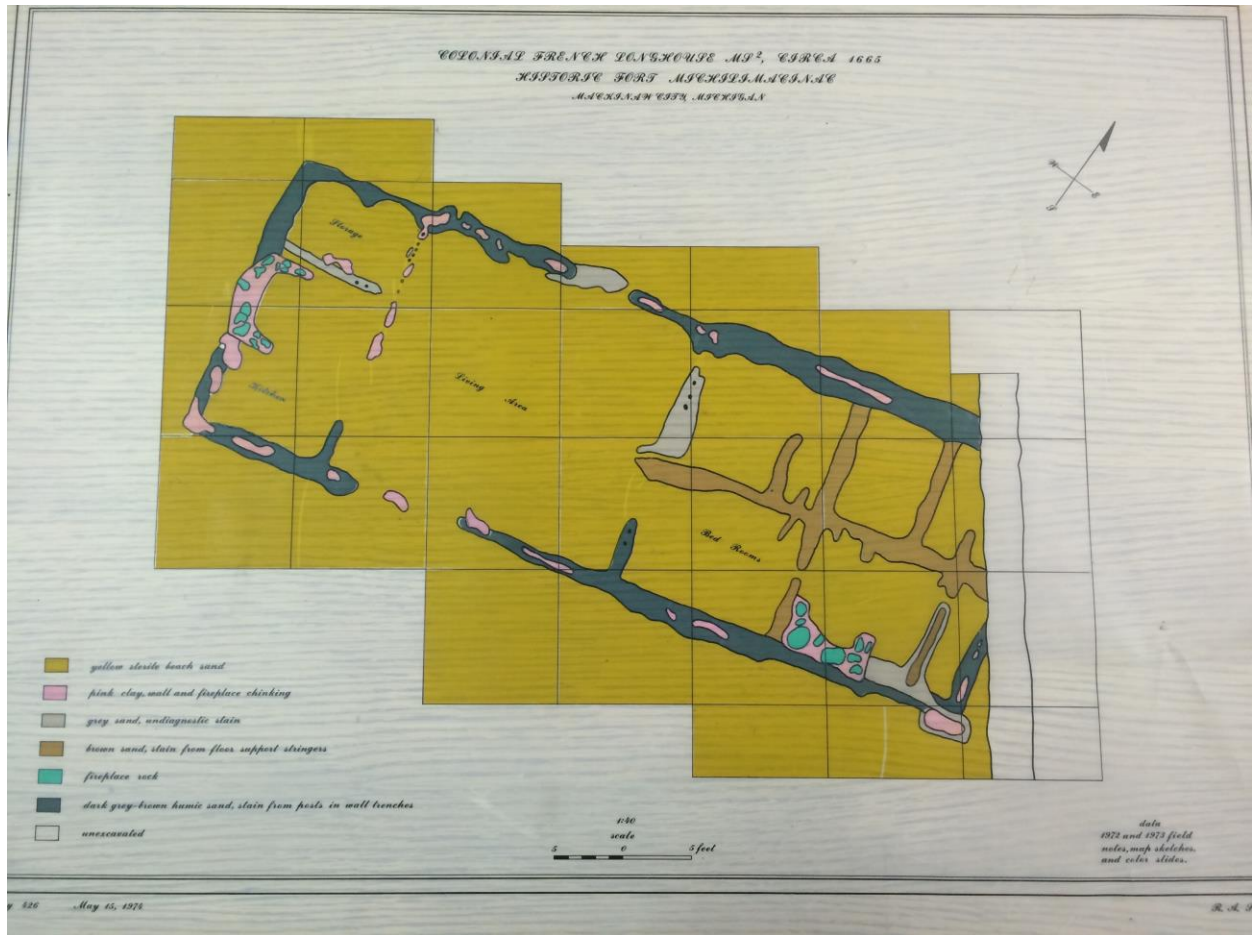 COLONIAL FRENCH LONGHOUSE MS², CIRCA 1665
HISTORIC FORT MICHILIMACINAC
MACKINAW CITY, MICHIGAN
N
W
E
S
Storage
Kitchen
Living
Area
Bed Rooms
yellow sterile beach sand
pink clay, wall and fireplace chinking
grey sand, undiagnostic stain
brown sand, stain from floor support stringers
fireplace rock
dark grey-brown humic sand, stain from posts in wall trenches
unexcavated
1:40
scale
5 0 5 feet
data
1972 and 1973 field
notes, map sketches,
and color slides.
426 May 15, 1974
R. A.